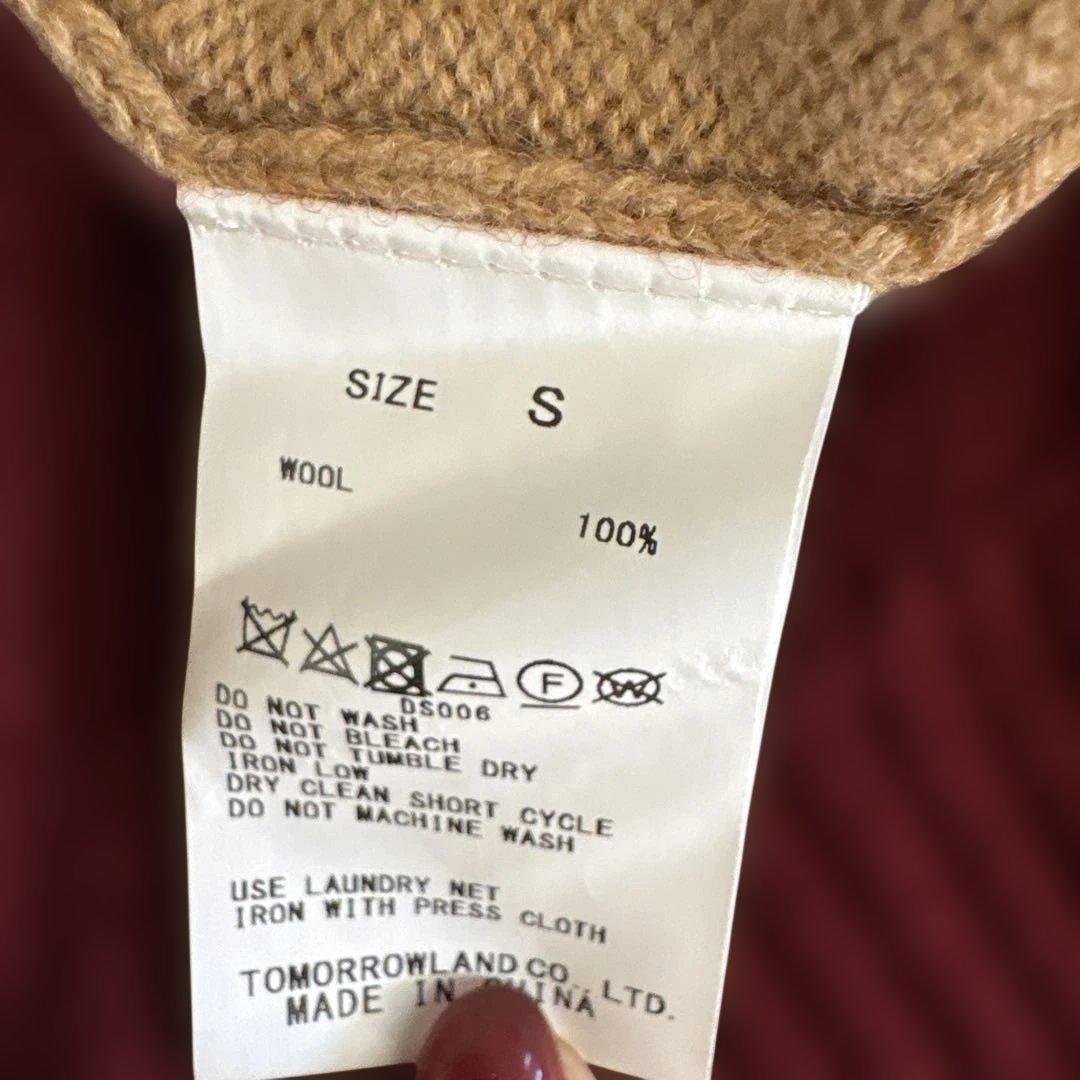 SIZE S
WOOL
100%
F W
DS006
DO NOT WASH
DO NOT BLEACH
DO NOT TUMBLE DRY
IRON LOW
DRY CLEAN SHORT CYCLE
DO NOT MACHINE WASH
USE LAUNDRY NET
IRON WITH PRESS CLOTH
TOMORROWLAND CO., LTD.
MADE IN CHINA